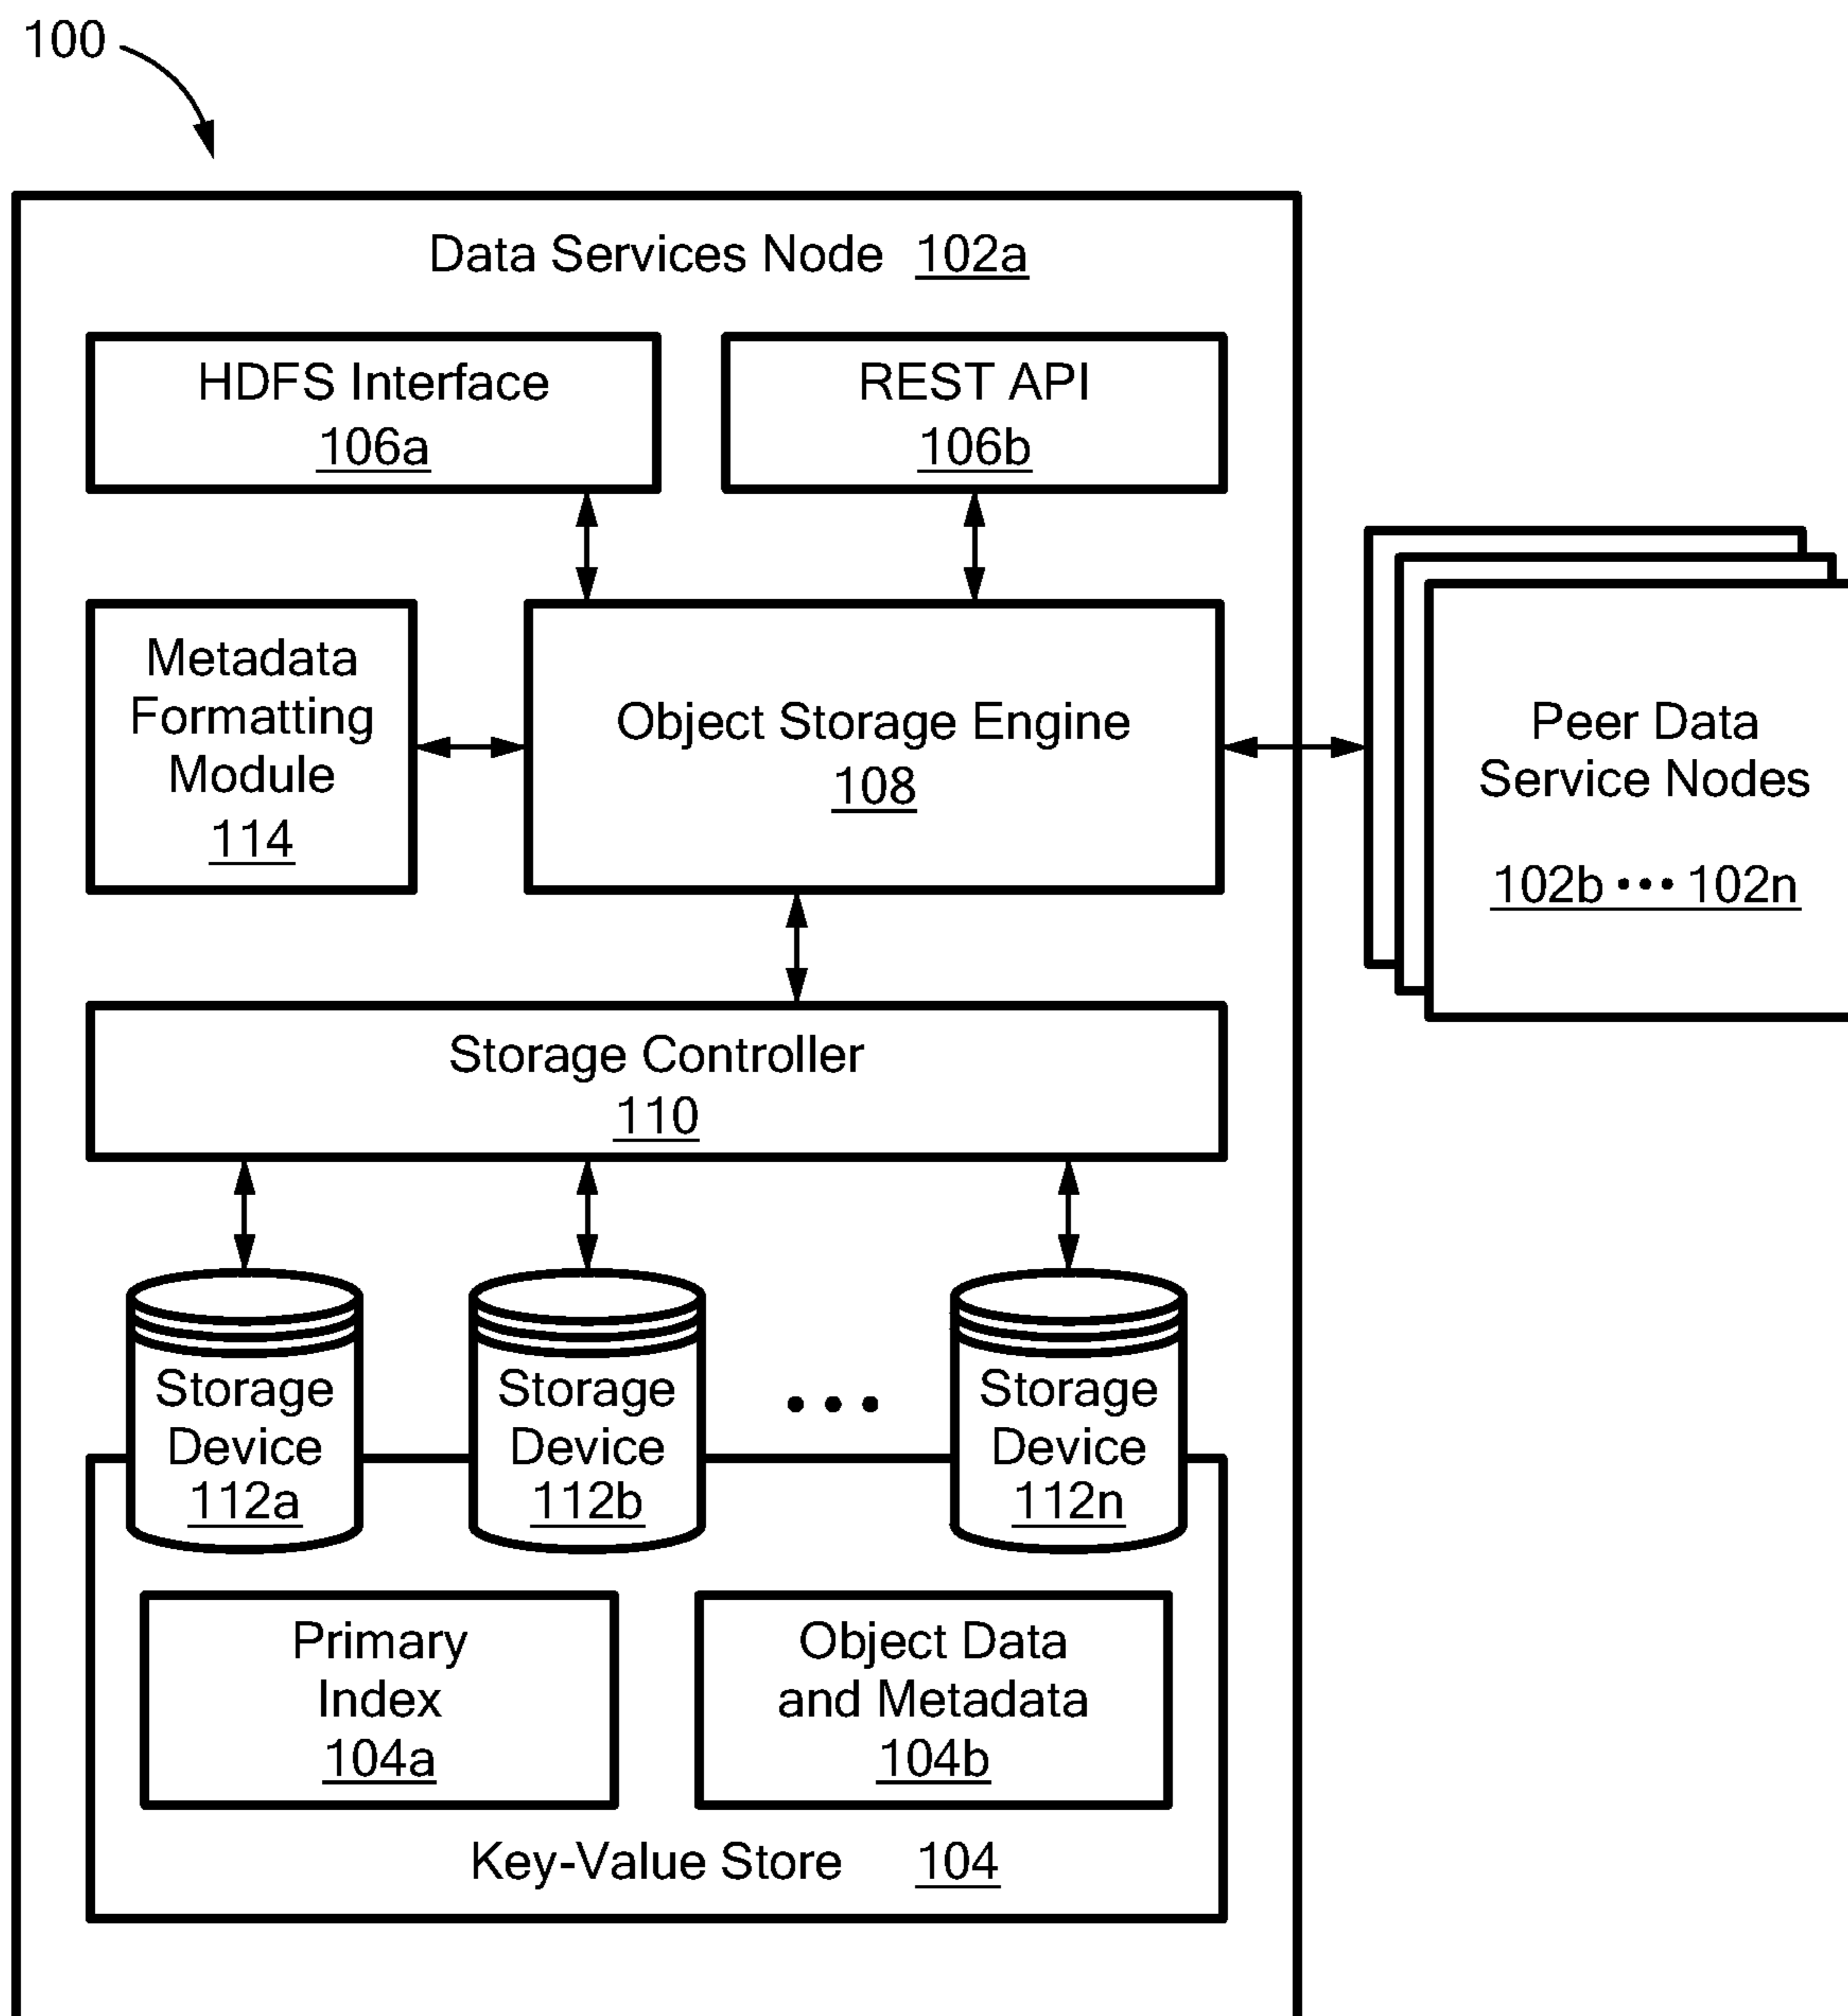 100
Data Services Node 102a
HDFS Interface
106a
REST API
106b
Metadata
Formatting
Module
114
Object Storage Engine
108
Peer Data
Service Nodes
102b ••• 102n
Storage Controller
110
Storage
Device
112a
Storage
Device
112b
•••
Storage
Device
112n
Primary
Index
104a
Object Data
and Metadata
104b
Key-Value Store 104